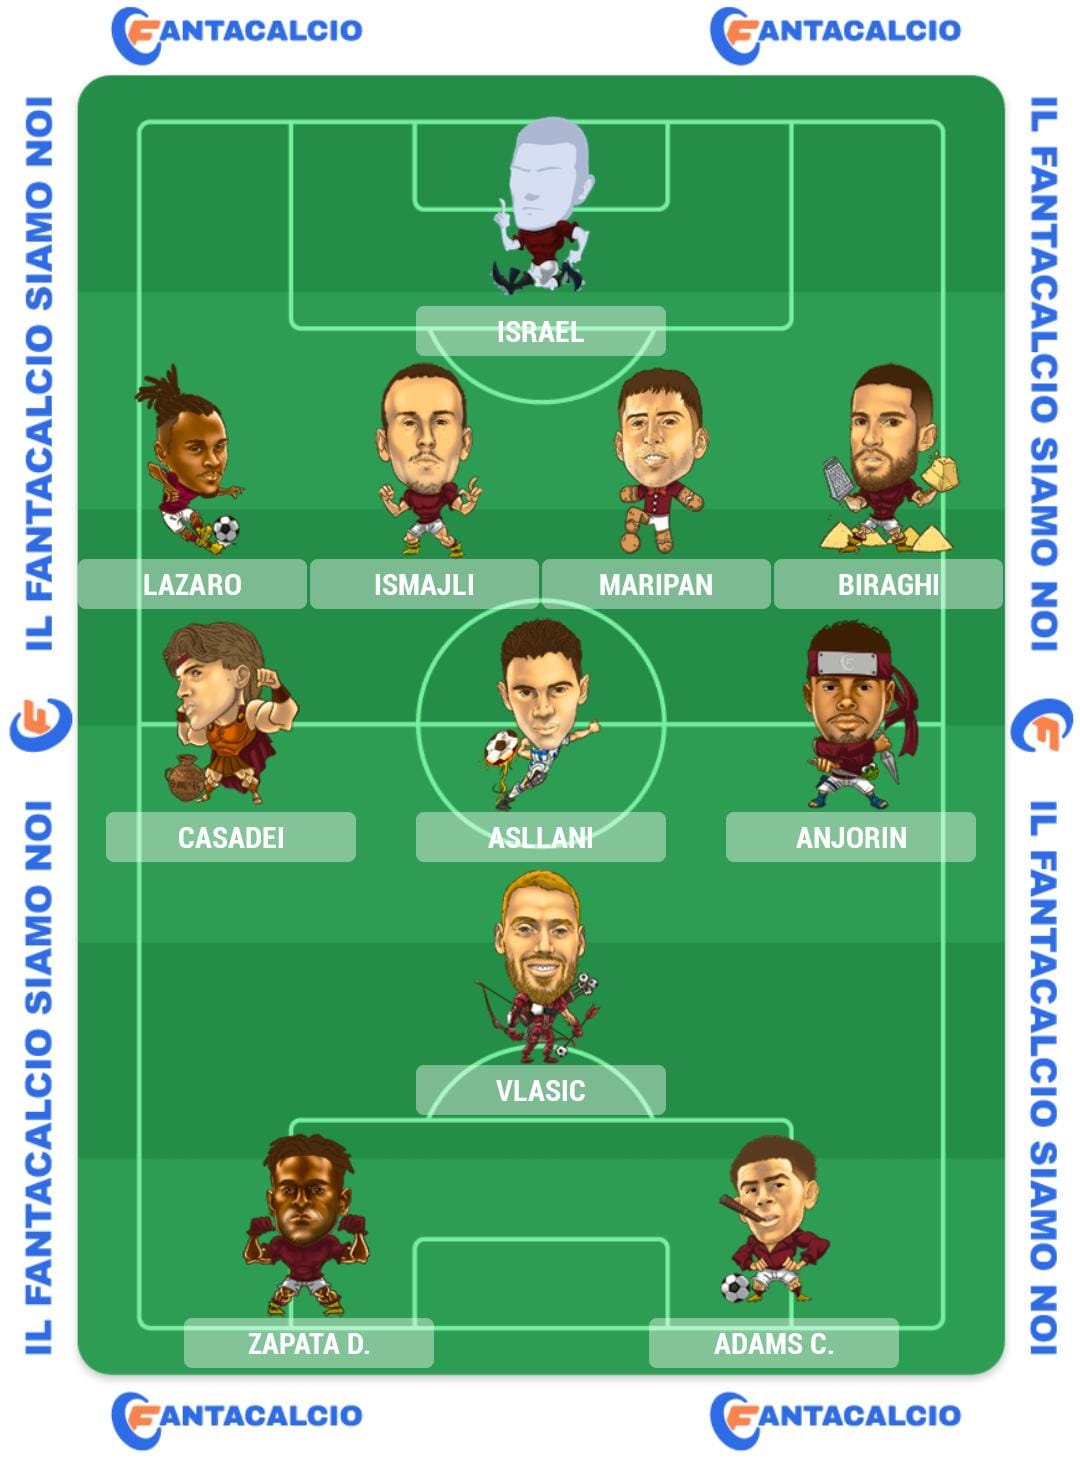 FANTACALCIO
FANTACALCIO
IL FANTACALCIO SIAMO NOI
IL FANTACALCIO SIAMO NOI
ISRAEL
LAZARO
ISMAJLI
MARIPAN
BIRAGHI
CASADEI
ASLLANI
ANJORIN
VLASIC
IL FANTACALCIO SIAMO NOI
IL FANTACALCIO SIAMO NOI
ZAPATA D.
ADAMS C.
FANTACALCIO
FANTACALCIO